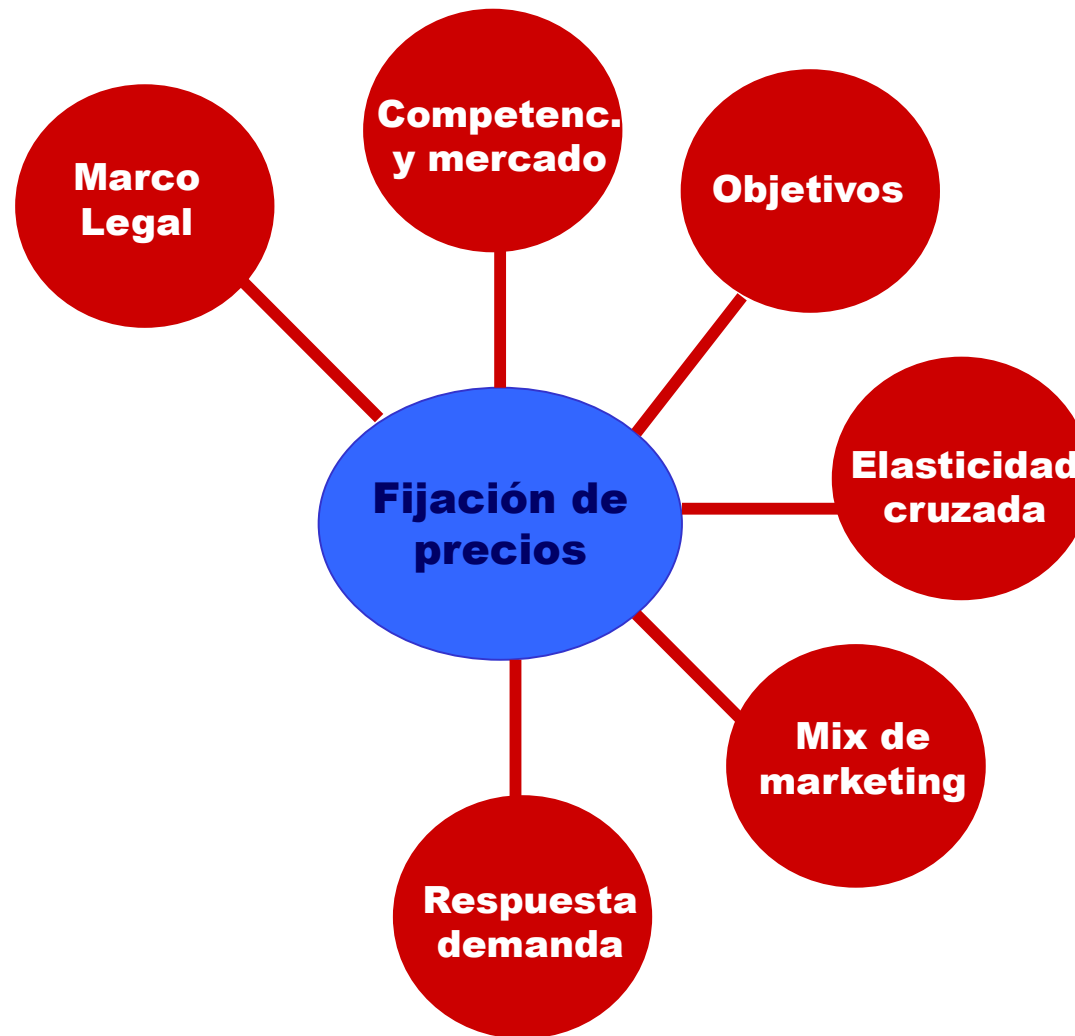 Competenc.
y mercado
Marco
Legal
Objetivos
Elasticidad
cruzada
Fijación de
precios
Mix de
marketing
Respuesta
demanda